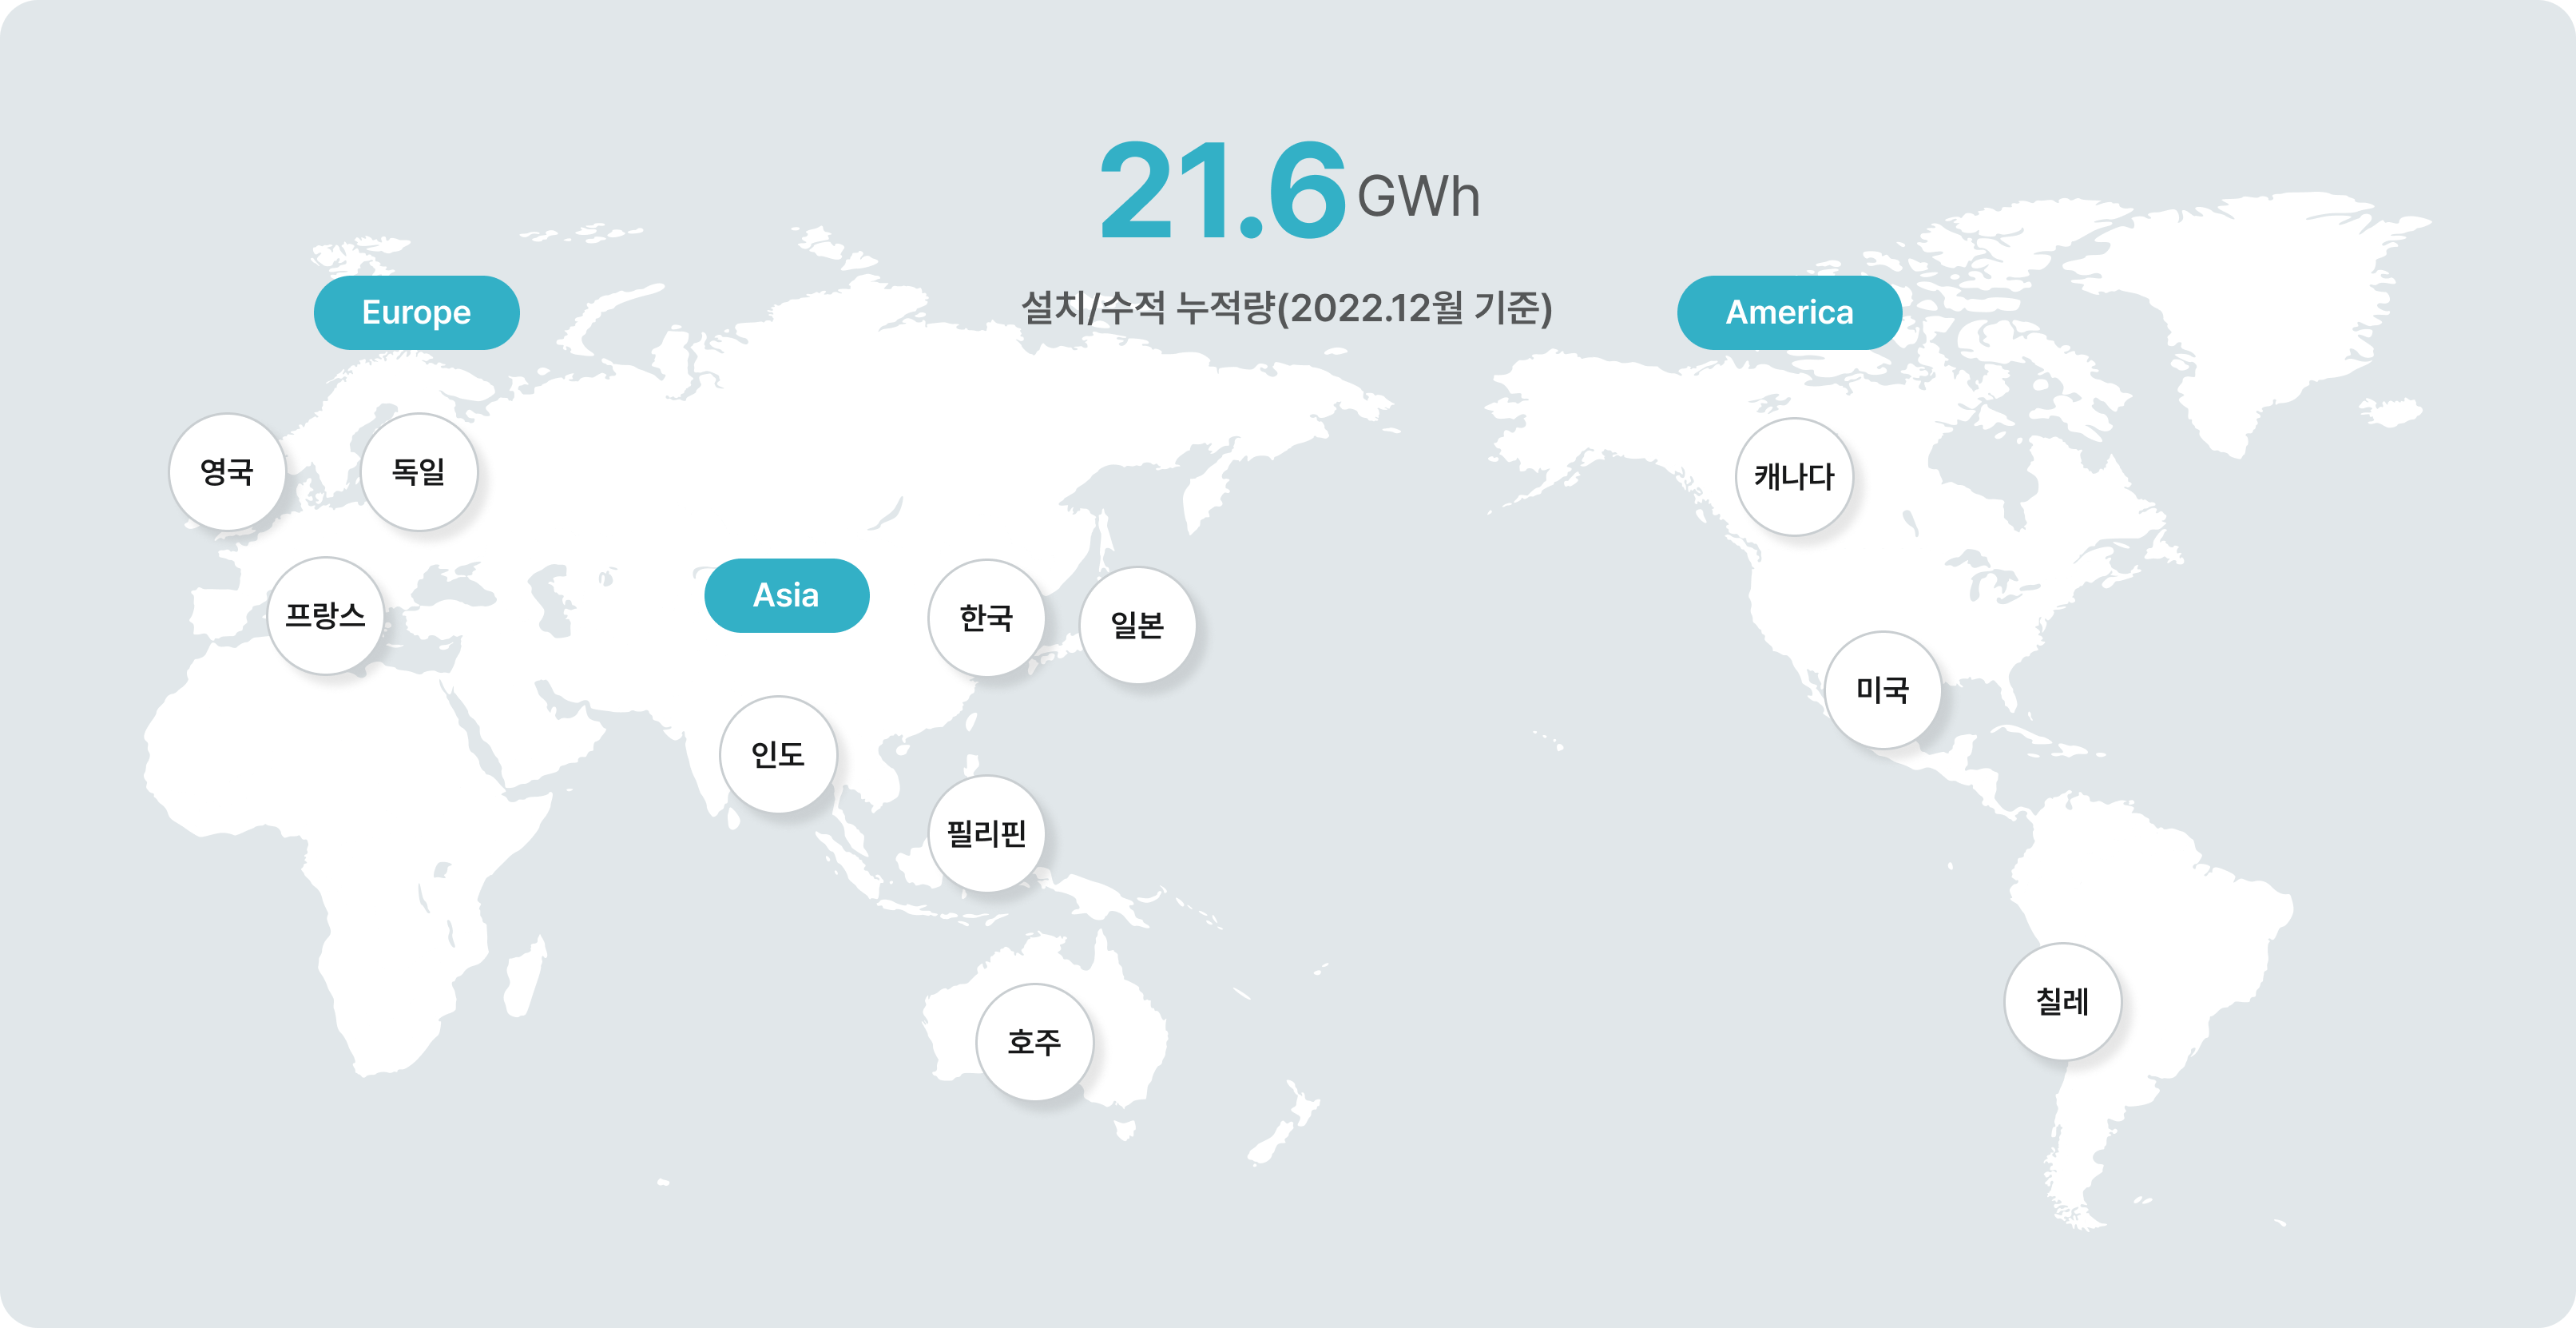 21.6 GWh
설치/수적 누적량(2022.12월 기준)
Europe
영국
독일
프랑스
Asia
한국
일본
인도
필리핀
호주
America
캐나다
미국
칠레